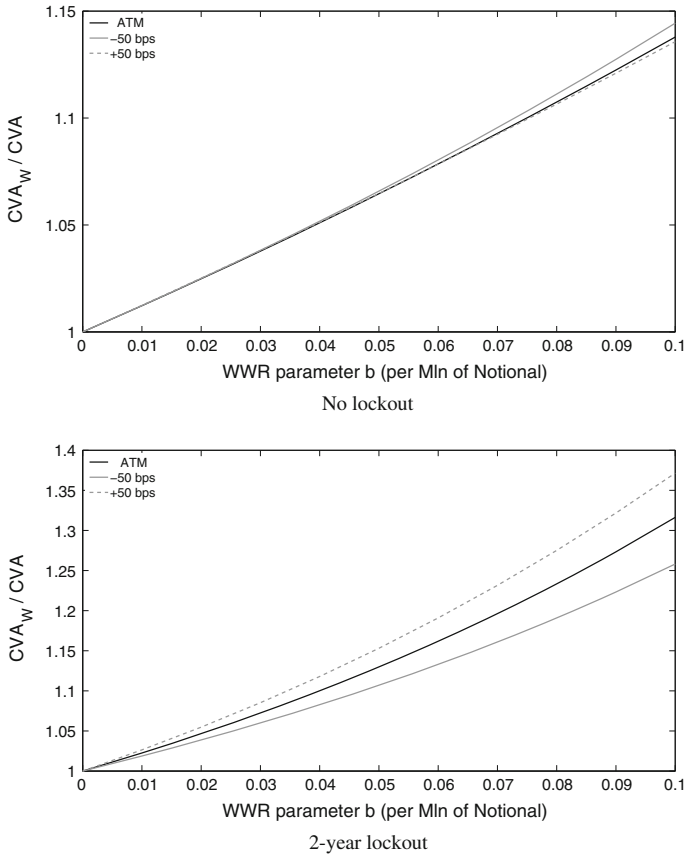 1.15
ATM
−50 bps
+50 bps
1.1
1.05
1
CVA_W / CVA
0 0.01 0.02 0.03 0.04 0.05 0.06 0.07 0.08 0.09 0.1
WWR parameter b (per Mln of Notional)
No lockout
1.4
ATM
−50 bps
+50 bps
1.35
1.3
1.25
1.2
1.15
1.1
1.05
1
CVA_W / CVA
0 0.01 0.02 0.03 0.04 0.05 0.06 0.07 0.08 0.09 0.1
WWR parameter b (per Mln of Notional)
2-year lockout